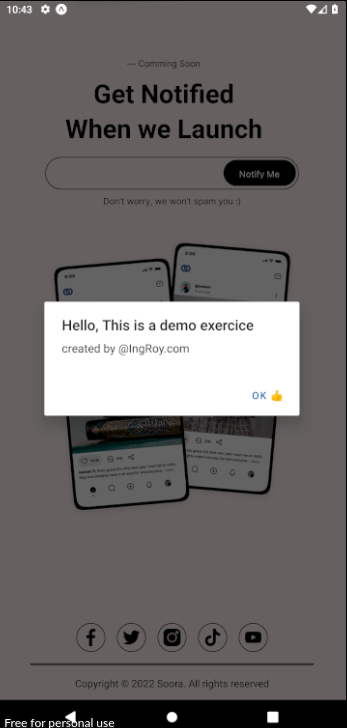 10:43
— Comming Soon
Get Notified
When we Launch
Notify Me
Don't worry, we won't spam you :)
Hello, This is a demo exercice
created by @IngRoy.com
OK 👍
Copyright © 2022 Soora. All rights reserved
Free for personal use